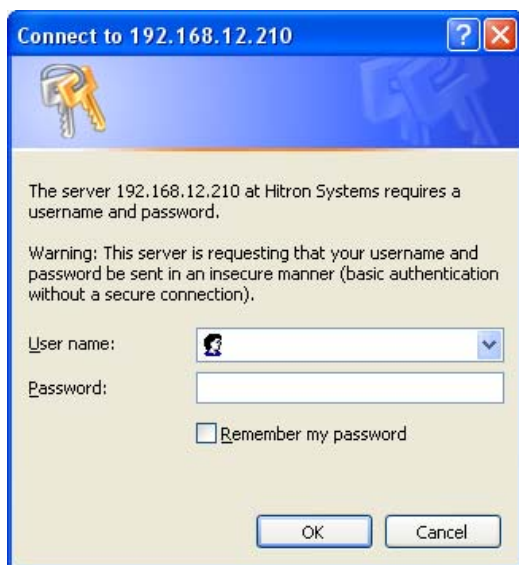 Connect to 192.168.12.210
?
The server 192.168.12.210 at Hitron Systems requires a
username and password.
Warning: This server is requesting that your username and
password be sent in an insecure manner (basic authentication
without a secure connection).
User name:
Password:
Remember my password
OK
Cancel